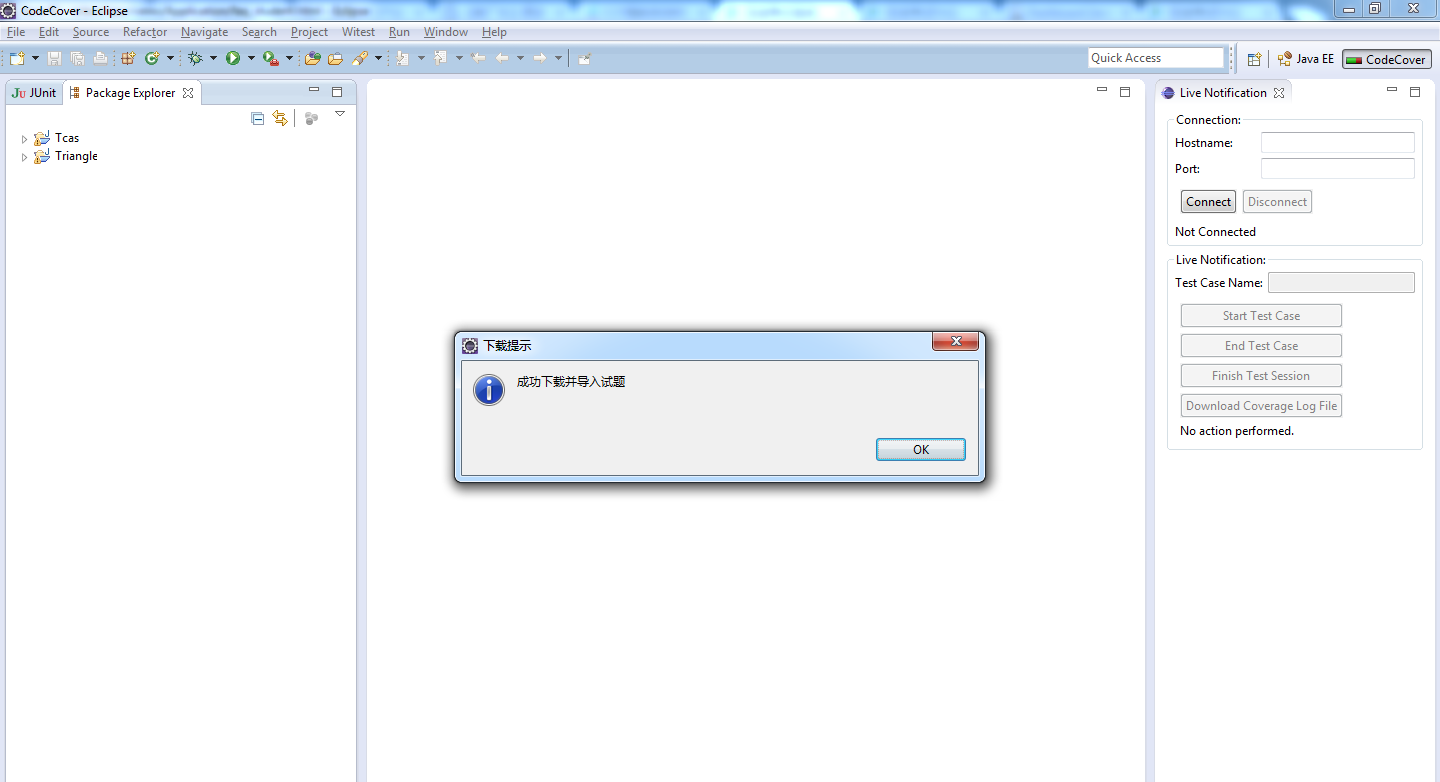 CodeCover - Eclipse
File Edit Source Refactor Navigate Search Project Witest Run Window Help
Quick Access
Java EE
CodeCover
JUnit
Package Explorer
Tcas
Triangle
Live Notification
Connection:
Hostname:
Port:
Connect Disconnect
Not Connected
Live Notification:
Test Case Name:
Start Test Case
End Test Case
Finish Test Session
Download Coverage Log File
No action performed.
下载提示
成功下载并导入试题
OK